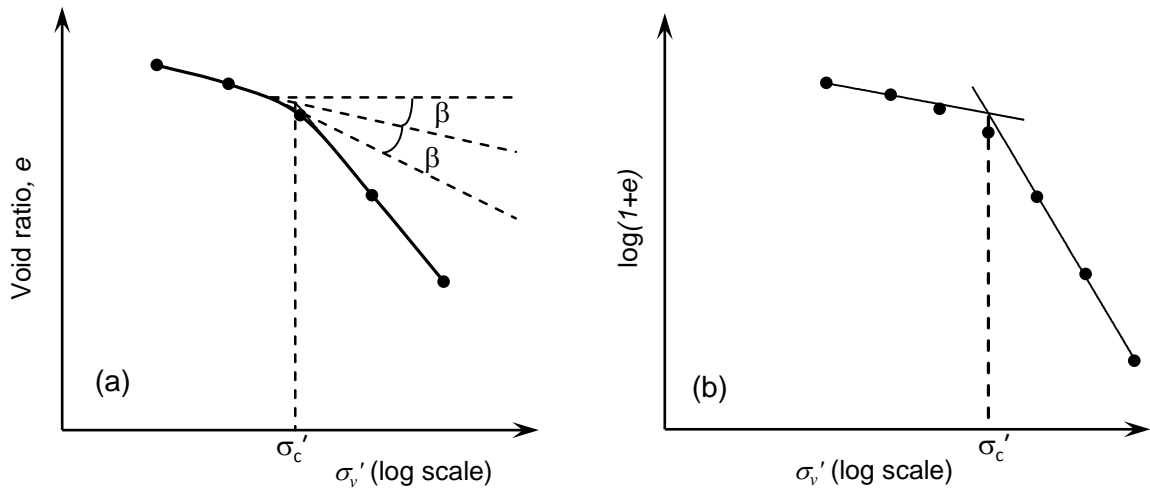 Void ratio, e
β
β
(a)
σc′
σv′ (log scale)
log(1+e)
(b)
σc′
σv′ (log scale)